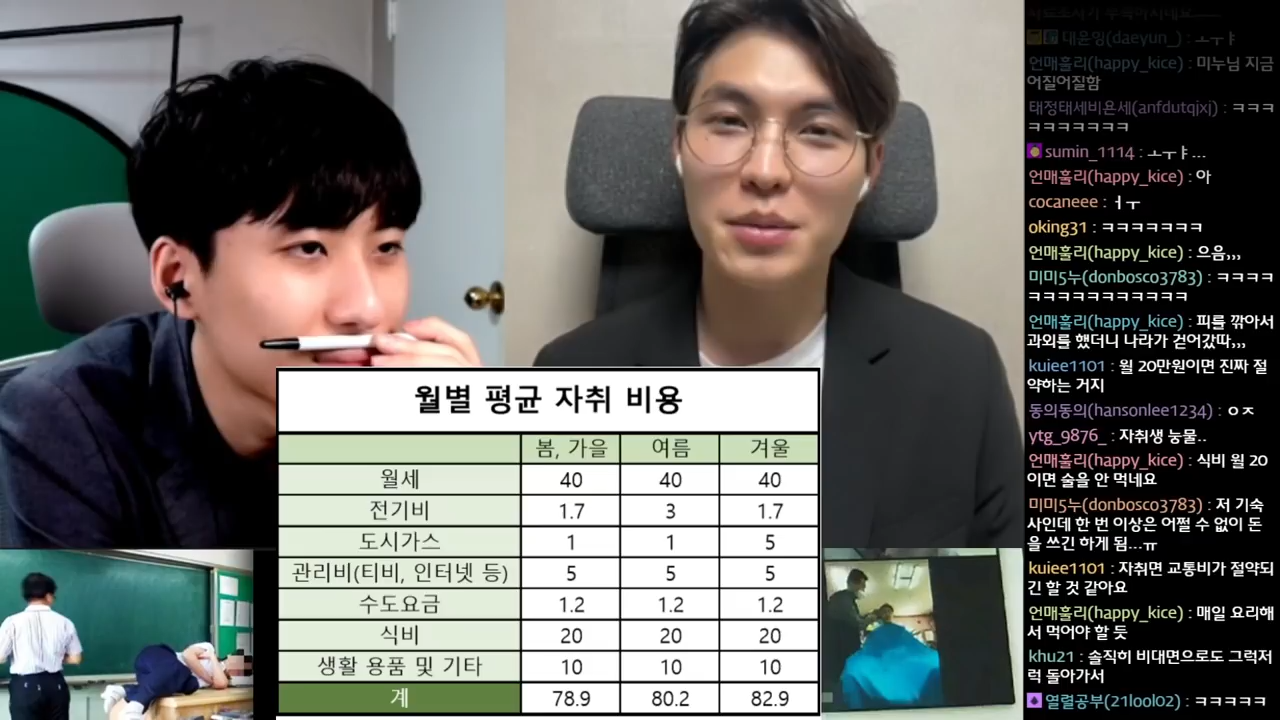 월별 평균 자취 비용
봄, 가을 여름 겨울
월세 40 40 40
전기비 1.7 3 1.7
도시가스 1 1 5
관리비(티비, 인터넷 등) 5 5 5
수도요금 1.2 1.2 1.2
식비 20 20 20
생활 용품 및 기타 10 10 10
계 78.9 80.2 82.9
대윤잉(daeyun_) : ㅗㅜㅑ
언매훌리(happy_kice) : 미누님 지금
어질어질함
태정태세비욘세(anfdutqjxj) : ㅋㅋㅋ
ㅋㅋㅋㅋㅋㅋㅋ
sumin_1114 : ㅗㅜㅑ...
언매훌리(happy_kice) : 아
cocaneee : ㅓㅜ
oking31 : ㅋㅋㅋㅋㅋㅋㅋ
언매훌리(happy_kice) : 으음,,,
미미5누(donbosco3783) : ㅋㅋㅋㅋ
ㅋㅋㅋㅋㅋㅋㅋㅋㅋㅋㅋ
언매훌리(happy_kice) : 피를 깎아서
과외를 했더니 나라가 걷어갔따,,,
kuiee1101 : 월 20만원이면 진짜 절
약하는 거지
동의동의(hansonlee1234) : ㅇㅈ
ytg_9876_ : 자취생 눙물..
언매훌리(happy_kice) : 식비 월 20
이면 술을 안 먹네요
미미5누(donbosco3783) : 저 기숙
사인데 한 번 이상은 어쩔 수 없이 돈
을 쓰긴 하게 됨...ㅠ
kuiee1101 : 자취면 교통비가 절약되
긴 할 것 같아요
언매훌리(happy_kice) : 매일 요리해
서 먹어야 할 듯
khu21 : 솔직히 비대면으로도 그럭저
럭 돌아가서
열렬공부(21lool02) : ㅋㅋㅋㅋㅋ